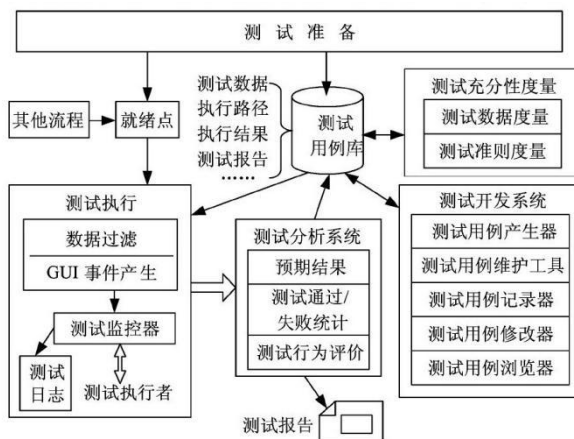 测试准备
测试数据
执行路径
执行结果
测试报告
……
测试
用例库
测试充分性度量
测试数据度量
测试准则度量
其他流程
就绪点
测试执行
数据过滤
GUI 事件产生
测试监控器
测试
日志
测试执行者
测试分析系统
预期结果
测试通过/
失败统计
测试行为评价
测试报告
测试开发系统
测试用例产生器
测试用例维护工具
测试用例记录器
测试用例修改器
测试用例浏览器